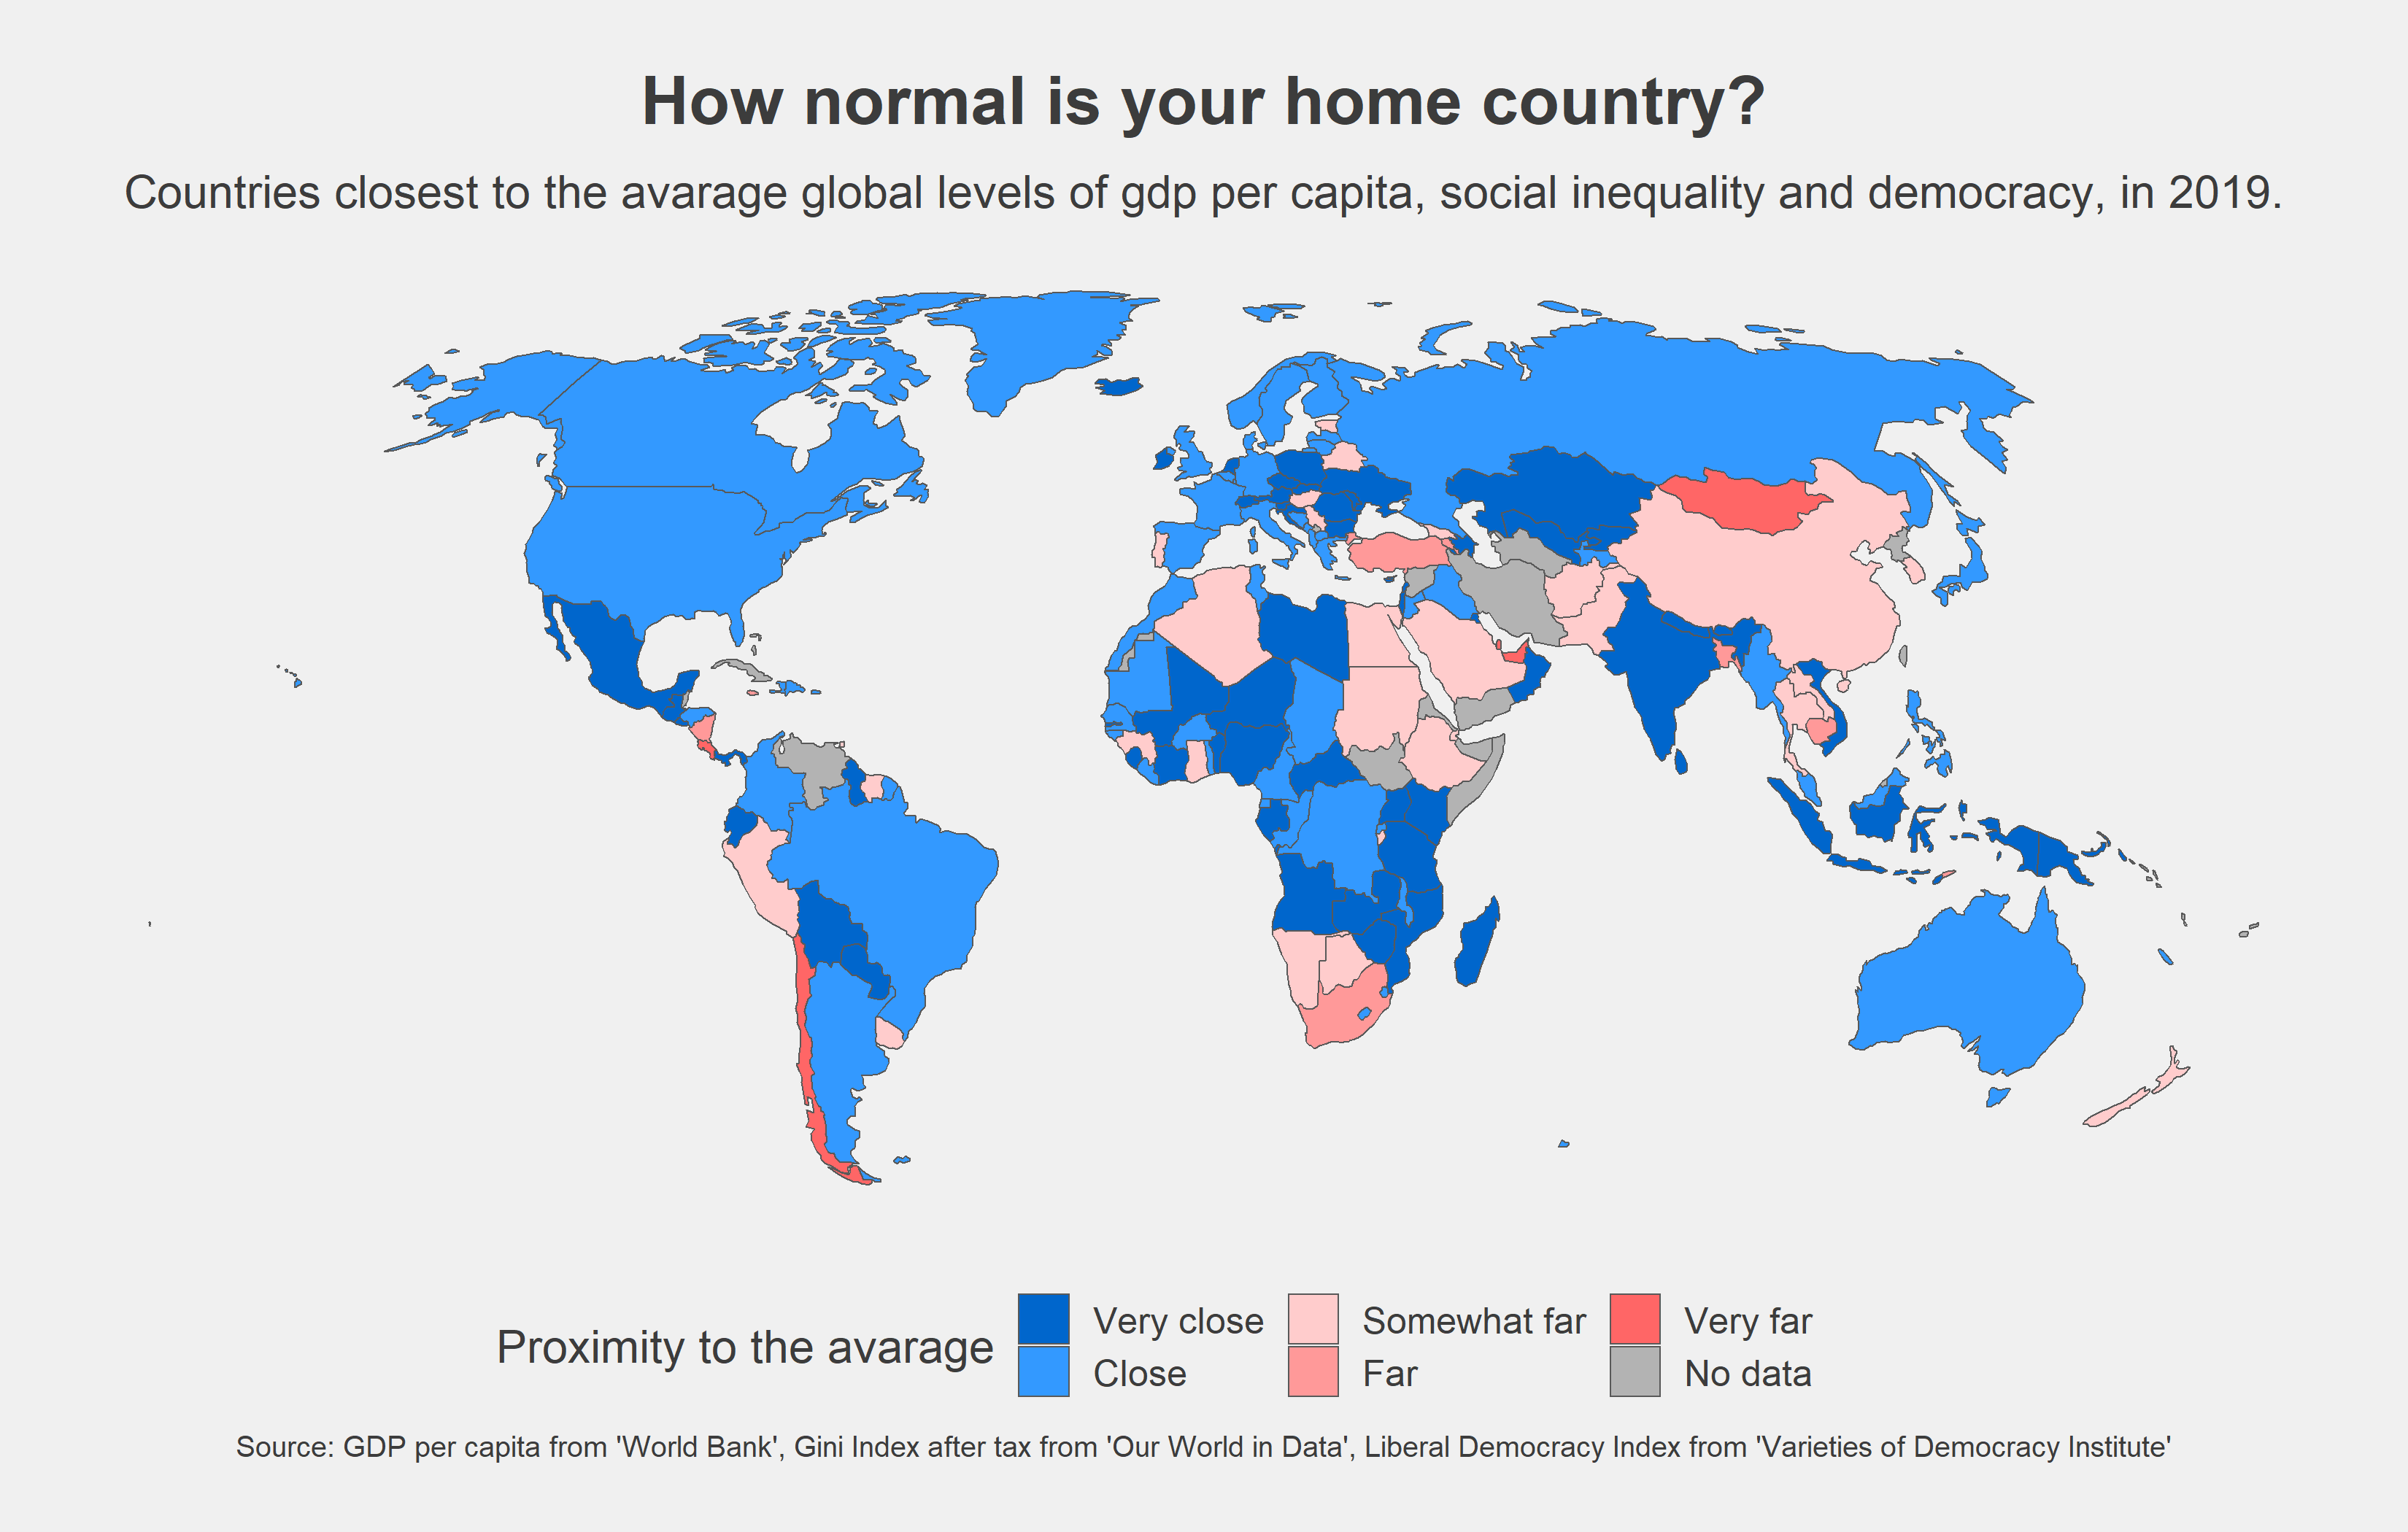 How normal is your home country?
Countries closest to the avarage global levels of gdp per capita, social inequality and democracy, in 2019.
Proximity to the avarage
Very close
Close
Somewhat far
Far
Very far
No data
Source: GDP per capita from 'World Bank', Gini Index after tax from 'Our World in Data', Liberal Democracy Index from 'Varieties of Democracy Institute'